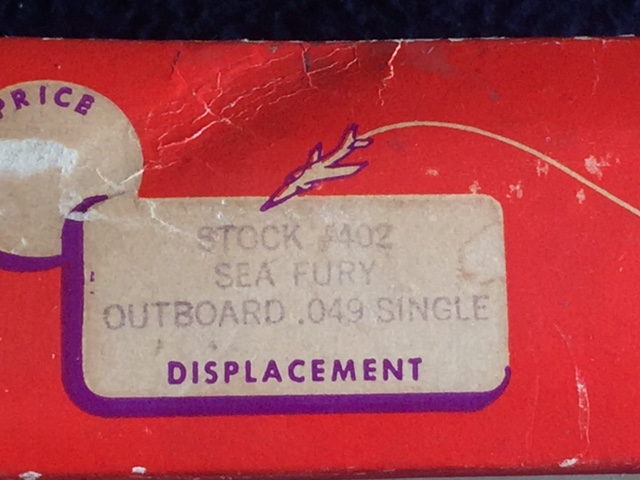 PRICE
STOCK #402
SEA FURY
OUTBOARD .049 SINGLE
DISPLACEMENT